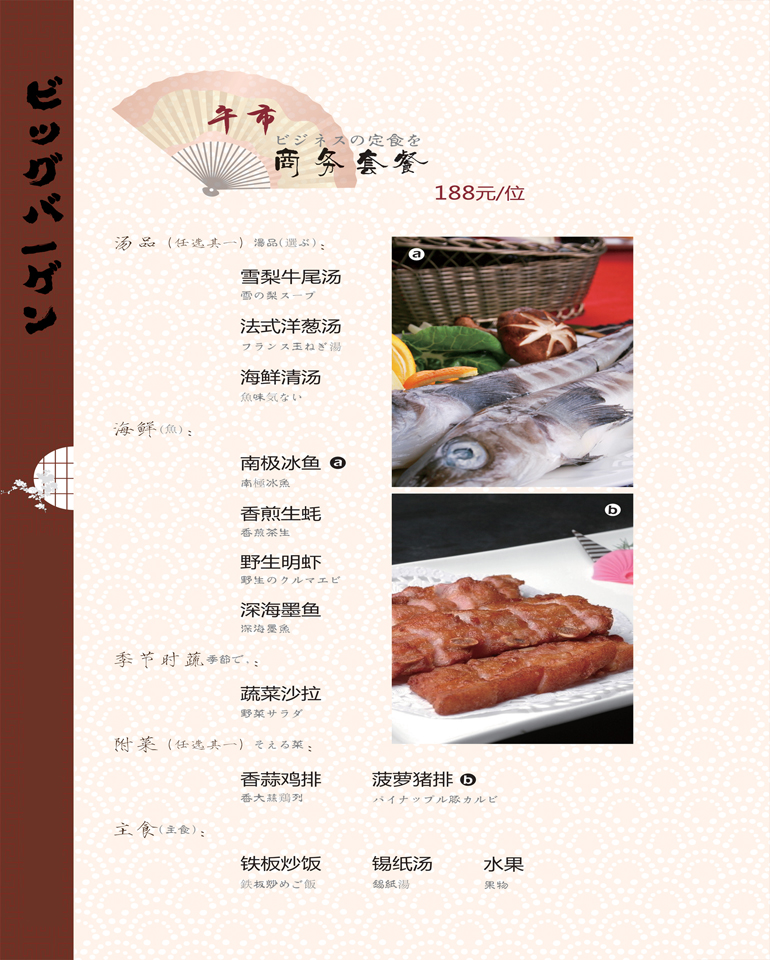 ビッグバーゲン
午市
ビジネスの定食を
商务套餐
188元/位
汤品（任选其一）湯品(選ぶ)：
雪梨牛尾汤
雪の梨スープ
法式洋葱汤
フランス玉ねぎ湯
海鲜清汤
魚味気ない
海鲜(魚)：
南极冰鱼 a
南極冰魚
香煎生蚝
香煎茶生
野生明虾
野生のクルマエビ
深海墨鱼
深海墨魚
季节时蔬季節で.：
蔬菜沙拉
野菜サラダ
附菜（任选其一）そえる菜：
香蒜鸡排 菠萝猪排 b
香大蒜鶏列 パイナップル豚カルビ
主食(主食)：
铁板炒饭 锡纸汤 水果
鉄板炒めご飯 錫紙湯 果物
a
b